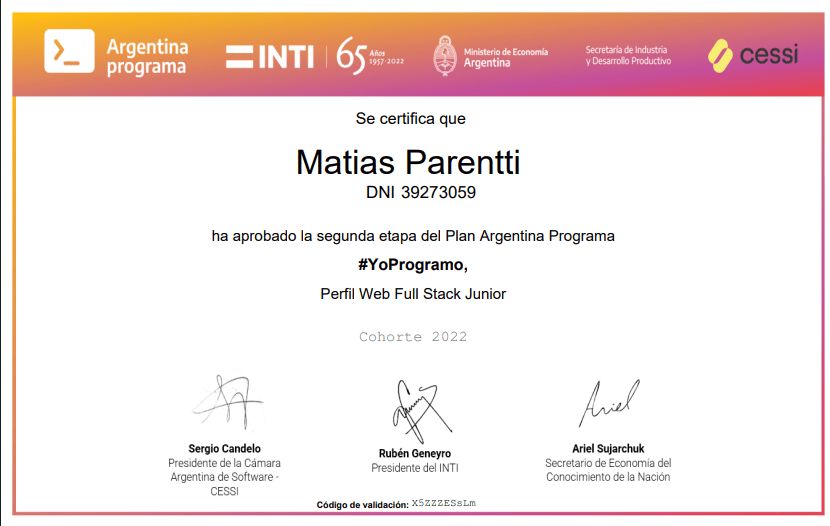 Argentina
programa
INTI
65 Años
1957-2022
Ministerio de Economía
Argentina
Secretaría de Industria
y Desarrollo Productivo
cessi
Se certifica que
Matias Parentti
DNI 39273059
ha aprobado la segunda etapa del Plan Argentina Programa
#YoProgramo,
Perfil Web Full Stack Junior
Cohorte 2022
Ariel
Sergio Candelo
Presidente de la Cámara
Argentina de Software -
CESSI
Rubén Geneyro
Presidente del INTI
Ariel Sujarchuk
Secretario de Economía del
Conocimiento de la Nación
Código de validación: X5ZZZESsLm